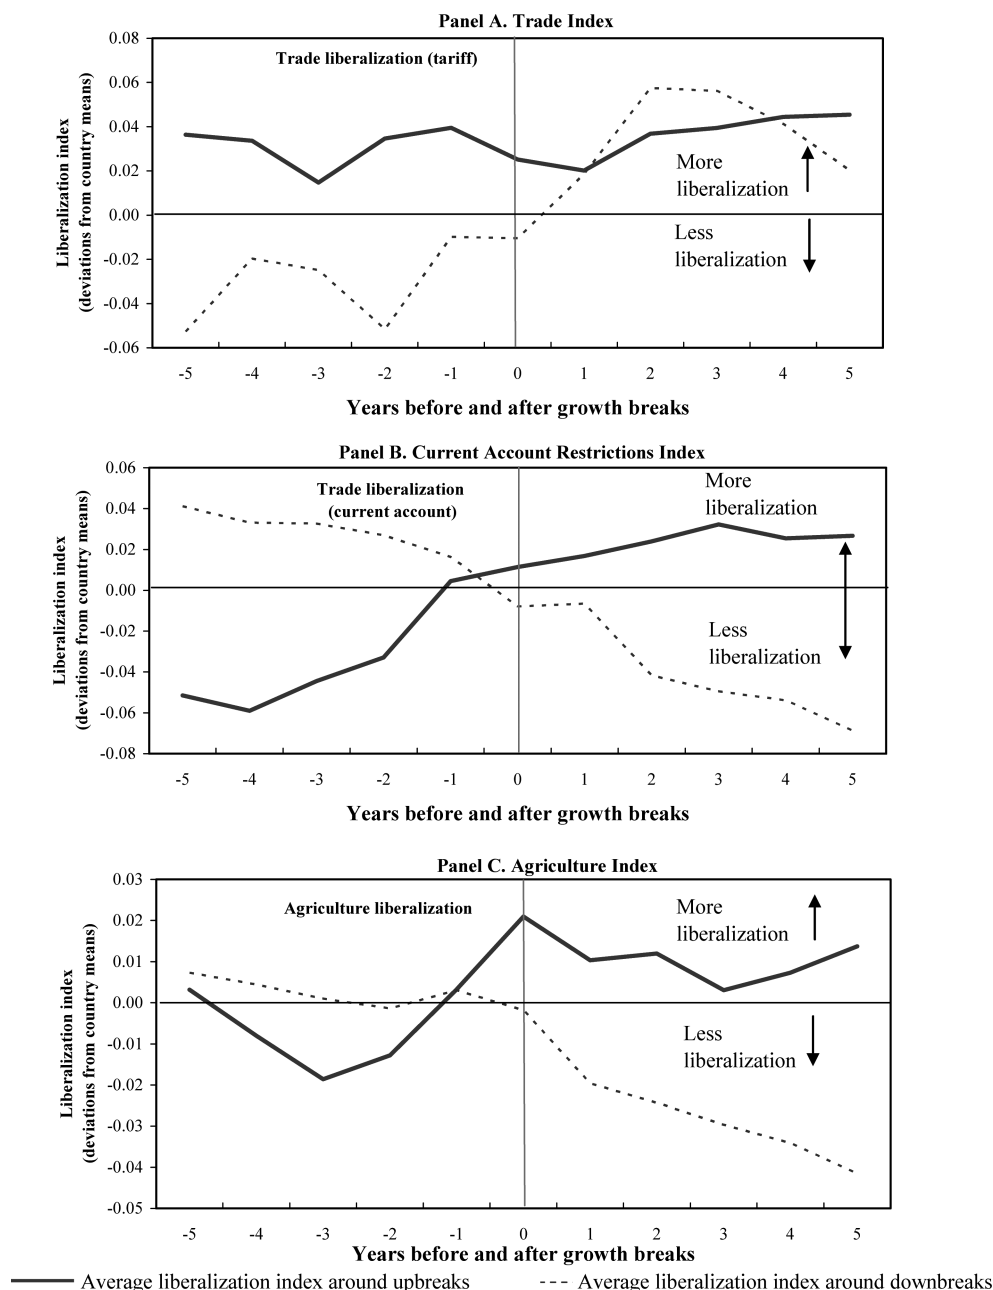 Panel A. Trade Index
Liberalization index
(deviations from country means)
0.08
0.06
0.04
0.02
0.00
-0.02
-0.04
-0.06
Trade liberalization (tariff)
More
liberalization
Less
liberalization
-5 -4 -3 -2 -1 0 1 2 3 4 5
Years before and after growth breaks
Panel B. Current Account Restrictions Index
Liberalization index
(deviations from country means)
0.06
0.04
0.02
0.00
-0.02
-0.04
-0.06
-0.08
Trade liberalization
(current account)
More
liberalization
Less
liberalization
-5 -4 -3 -2 -1 0 1 2 3 4 5
Years before and after growth breaks
Panel C. Agriculture Index
Liberalization index
(deviations from country means)
0.03
0.02
0.01
0.00
-0.01
-0.02
-0.03
-0.04
-0.05
Agriculture liberalization
More
liberalization
Less
liberalization
-5 -4 -3 -2 -1 0 1 2 3 4 5
Years before and after growth breaks
Average liberalization index around upbreaks
Average liberalization index around downbreaks